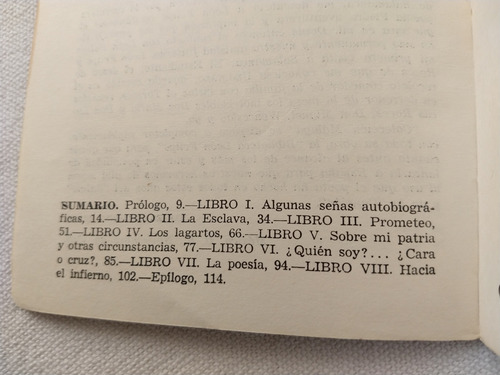 SUMARIO. Prólogo, 9.—LIBRO I. Algunas señas autobiográ-
ficas, 14.—LIBRO II. La Esclava, 34.—LIBRO III. Prometeo,
51.—LIBRO IV. Los lagartos, 66.—LIBRO V. Sobre mi patria
y otras circunstancias, 77.—LIBRO VI. ¿Quién soy?... ¿Cara
o cruz?, 85.—LIBRO VII. La poesía, 94.—LIBRO VIII. Hacia
el infierno, 102.—Epílogo, 114.